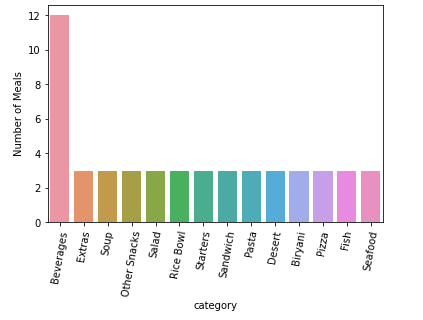 12
10
8
6
4
2
0
Number of Meals
Beverages
Extras
Soup
Other Snacks
Salad
Rice Bowl
Starters
Sandwich
Pasta
Desert
Biryani
Pizza
Fish
Seafood
category